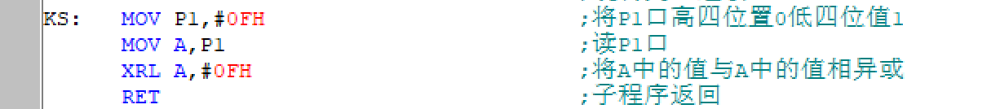 KS: MOV P1,#0FH ;将P1口高四位置0低四位值1
MOV A,P1 ;读P1口
XRL A,#0FH ;将A中的值与A中的值相异或
RET ;子程序返回